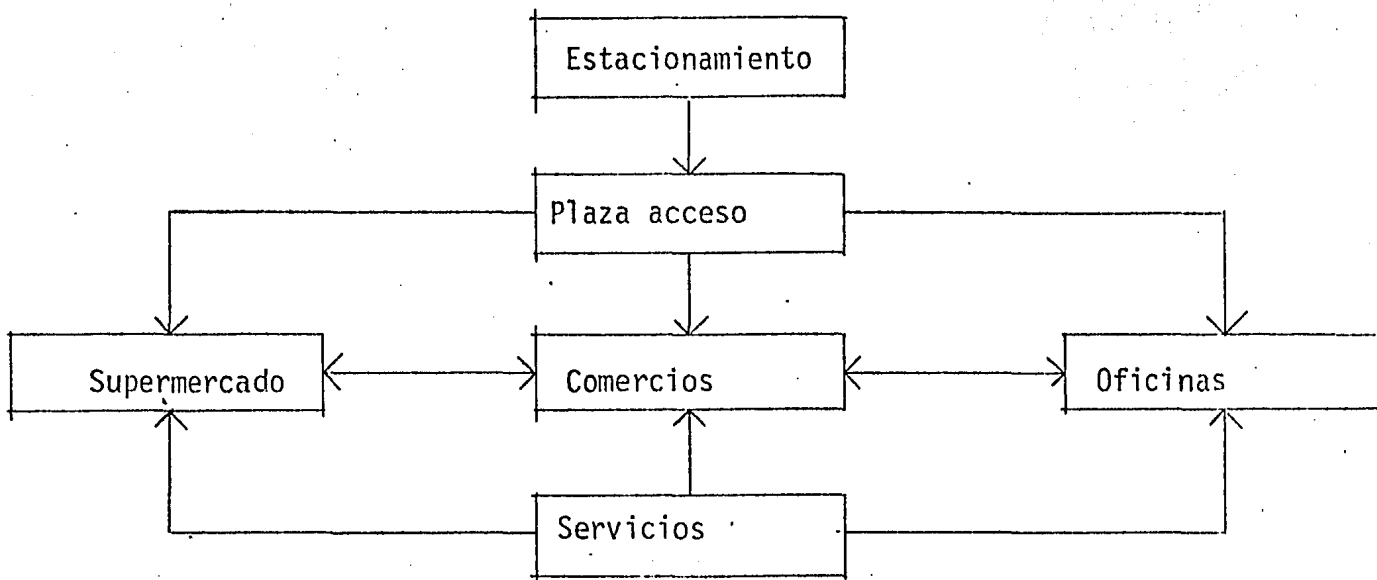 Estacionamiento
Plaza acceso
Supermercado
Comercios
Oficinas
Servicios